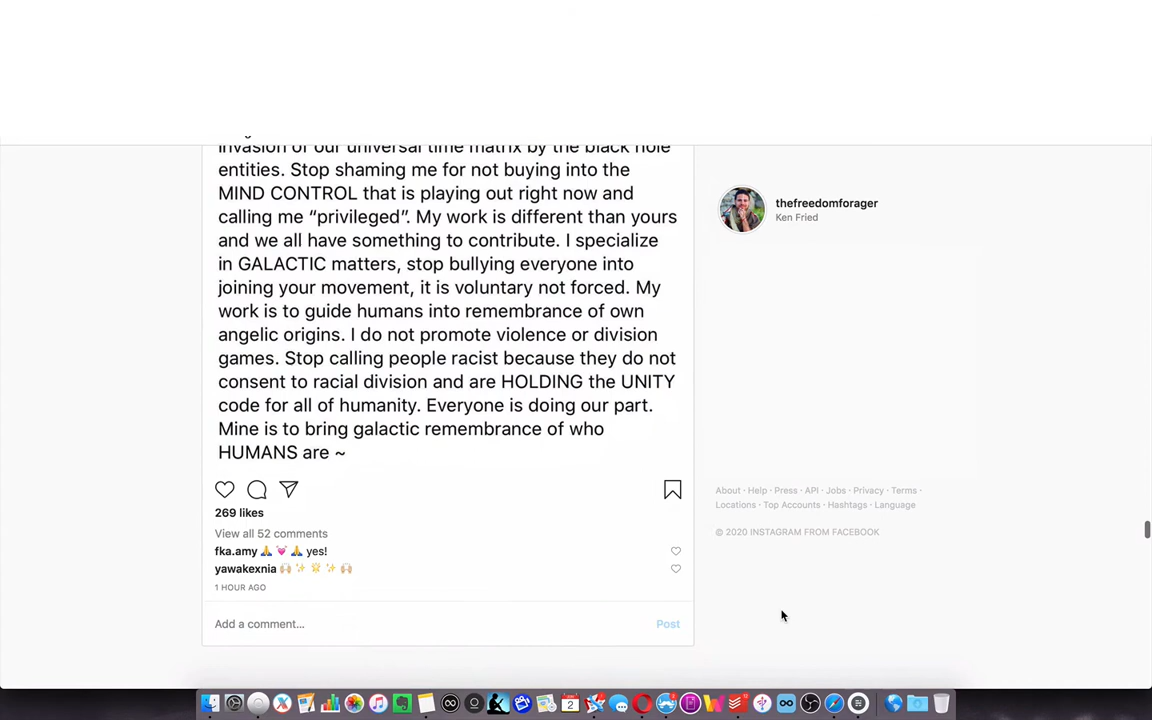 invasion of our universal time matrix by the black hole
entities. Stop shaming me for not buying into the
MIND CONTROL that is playing out right now and
calling me “privileged”. My work is different than yours
and we all have something to contribute. I specialize
in GALACTIC matters, stop bullying everyone into
joining your movement, it is voluntary not forced. My
work is to guide humans into remembrance of own
angelic origins. I do not promote violence or division
games. Stop calling people racist because they do not
consent to racial division and are HOLDING the UNITY
code for all of humanity. Everyone is doing our part.
Mine is to bring galactic remembrance of who
HUMANS are ~
269 likes
View all 52 comments
fka.amy 🙏 💓 🙏 yes!
yawakexnia 🙌🏼 ✨ 🌟 ✨ 🙌🏼
1 HOUR AGO
Add a comment...
Post
thefreedomforager
Ken Fried
About · Help · Press · API · Jobs · Privacy · Terms ·
Locations · Top Accounts · Hashtags · Language
© 2020 INSTAGRAM FROM FACEBOOK
2